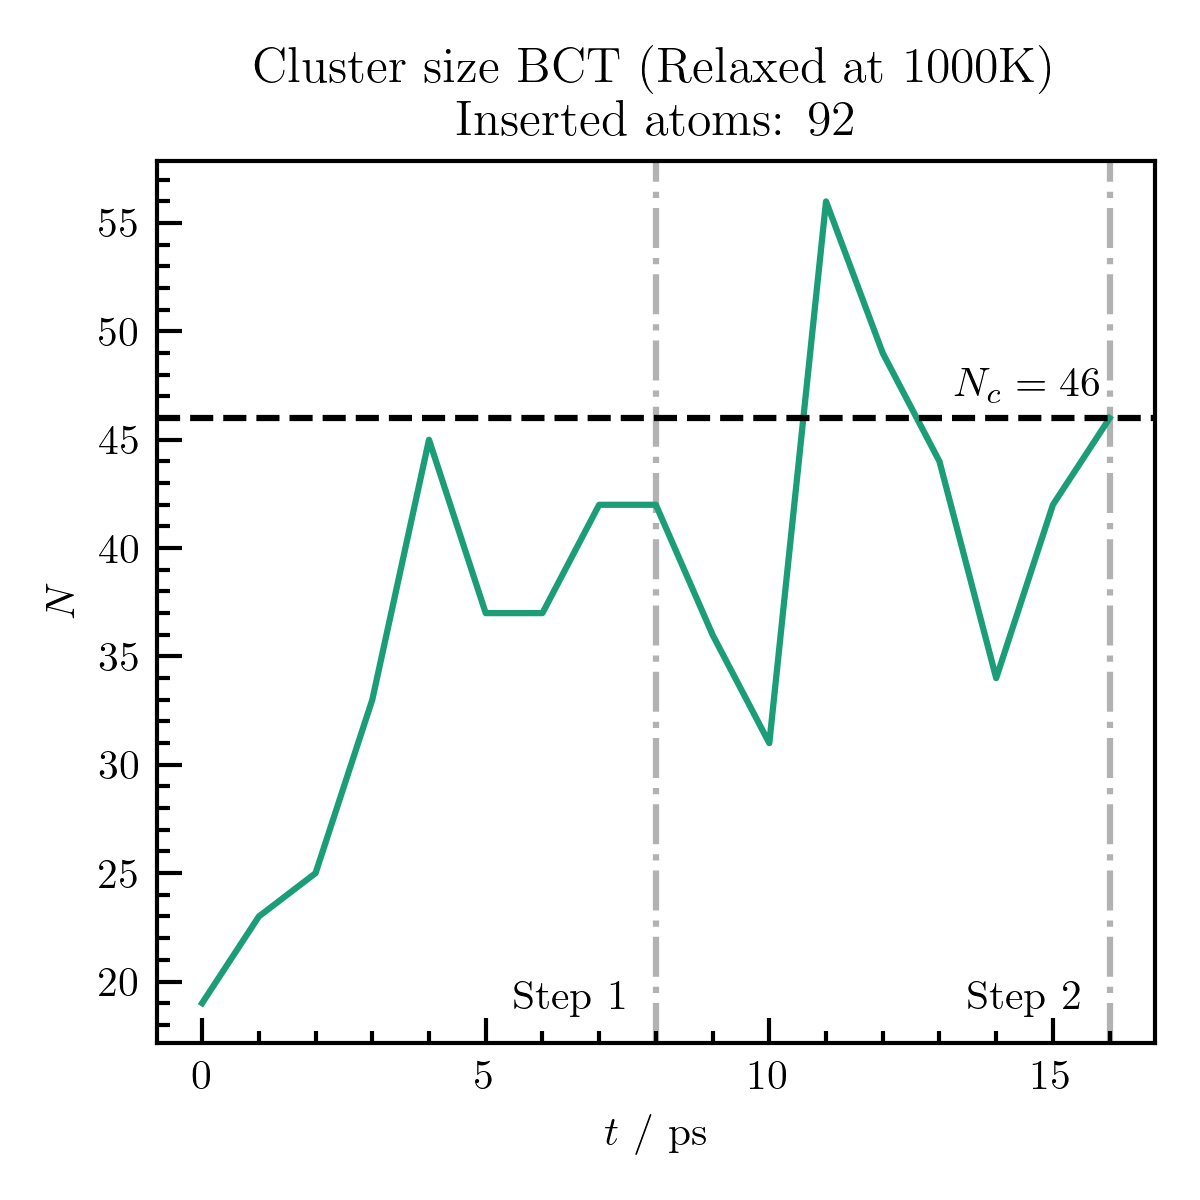 Cluster size BCT (Relaxed at 1000K)
Inserted atoms: 92
55
50
45
40
35
30
25
20
N
N_c = 46
Step 1
Step 2
0 5 10 15
t / ps